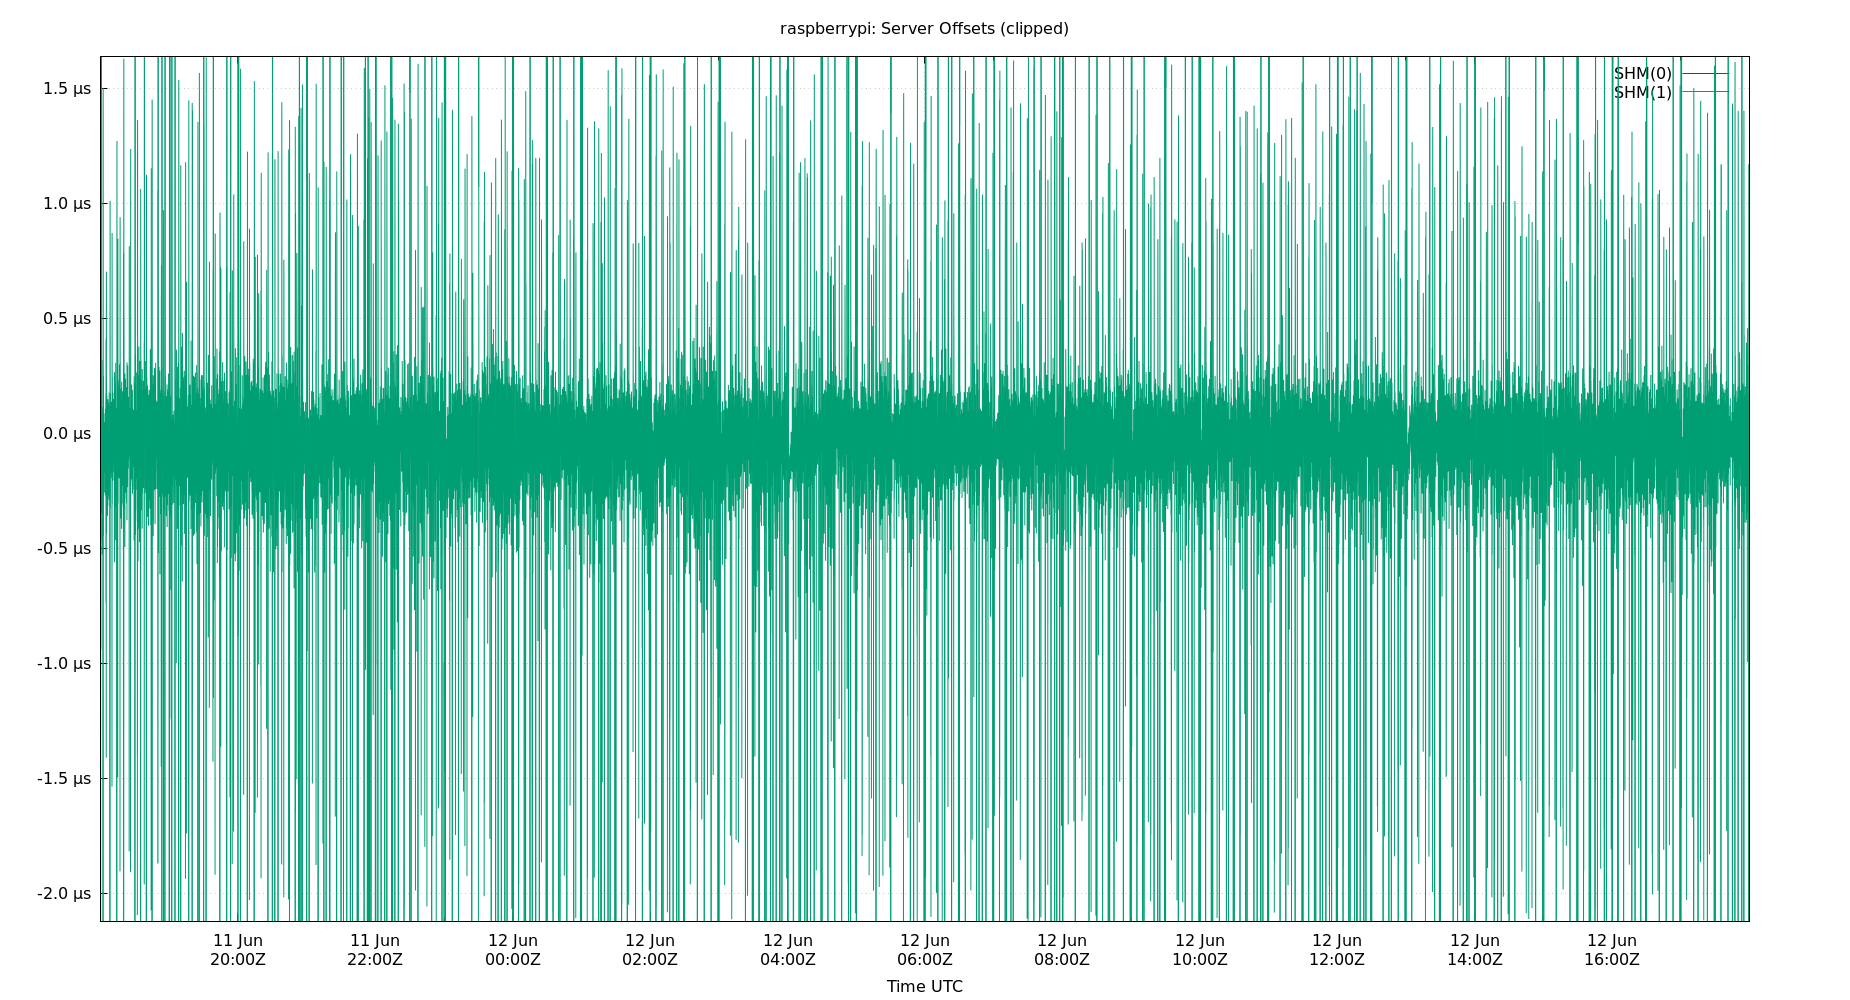 raspberrypi: Server Offsets (clipped)
SHM(0)
SHM(1)
1.5 µs
1.0 µs
0.5 µs
0.0 µs
-0.5 µs
-1.0 µs
-1.5 µs
-2.0 µs
11 Jun 11 Jun 12 Jun 12 Jun 12 Jun 12 Jun 12 Jun 12 Jun 12 Jun 12 Jun 12 Jun
20:00Z 22:00Z 00:00Z 02:00Z 04:00Z 06:00Z 08:00Z 10:00Z 12:00Z 14:00Z 16:00Z
Time UTC